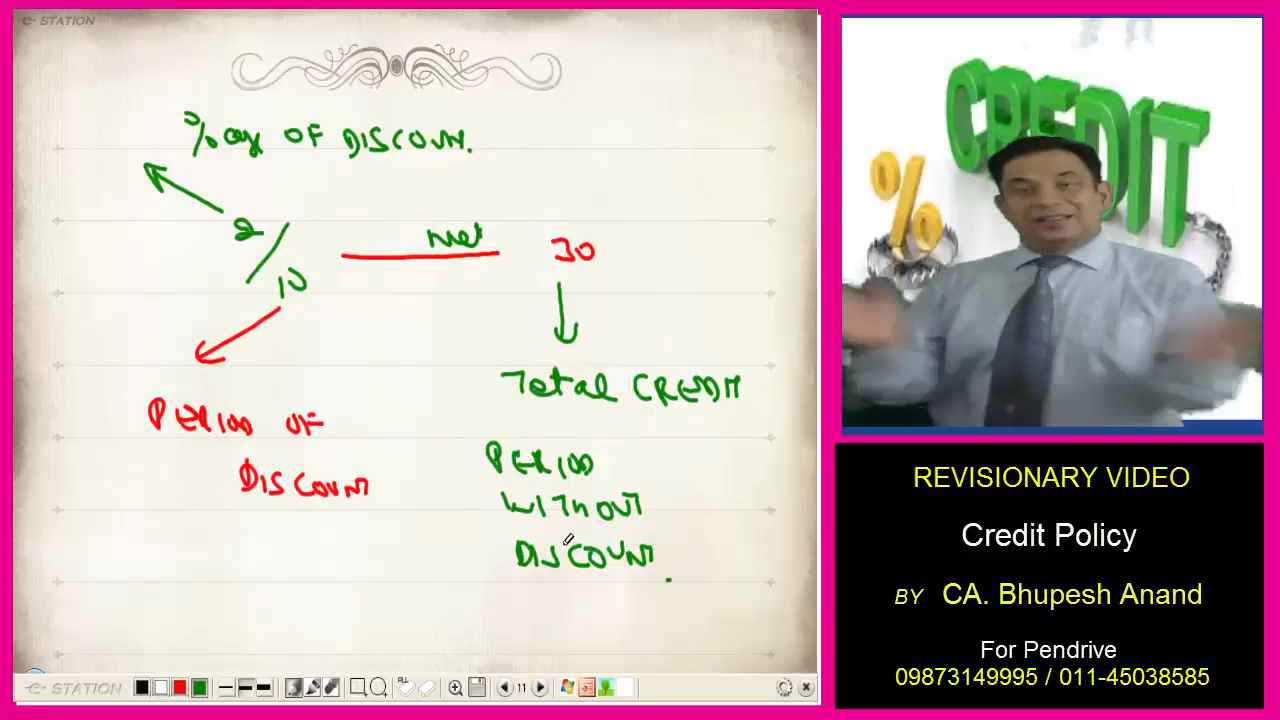 e-STATION
%age OF DISCOUNT.
2/10 net 30
Total CREDIT
PERIOD OF
DISCOUNT
PERIOD
WITHOUT
DISCOUNT.
e-STATION
11
%
CREDIT
REVISIONARY VIDEO
Credit Policy
BY CA. Bhupesh Anand
For Pendrive
09873149995 / 011-45038585